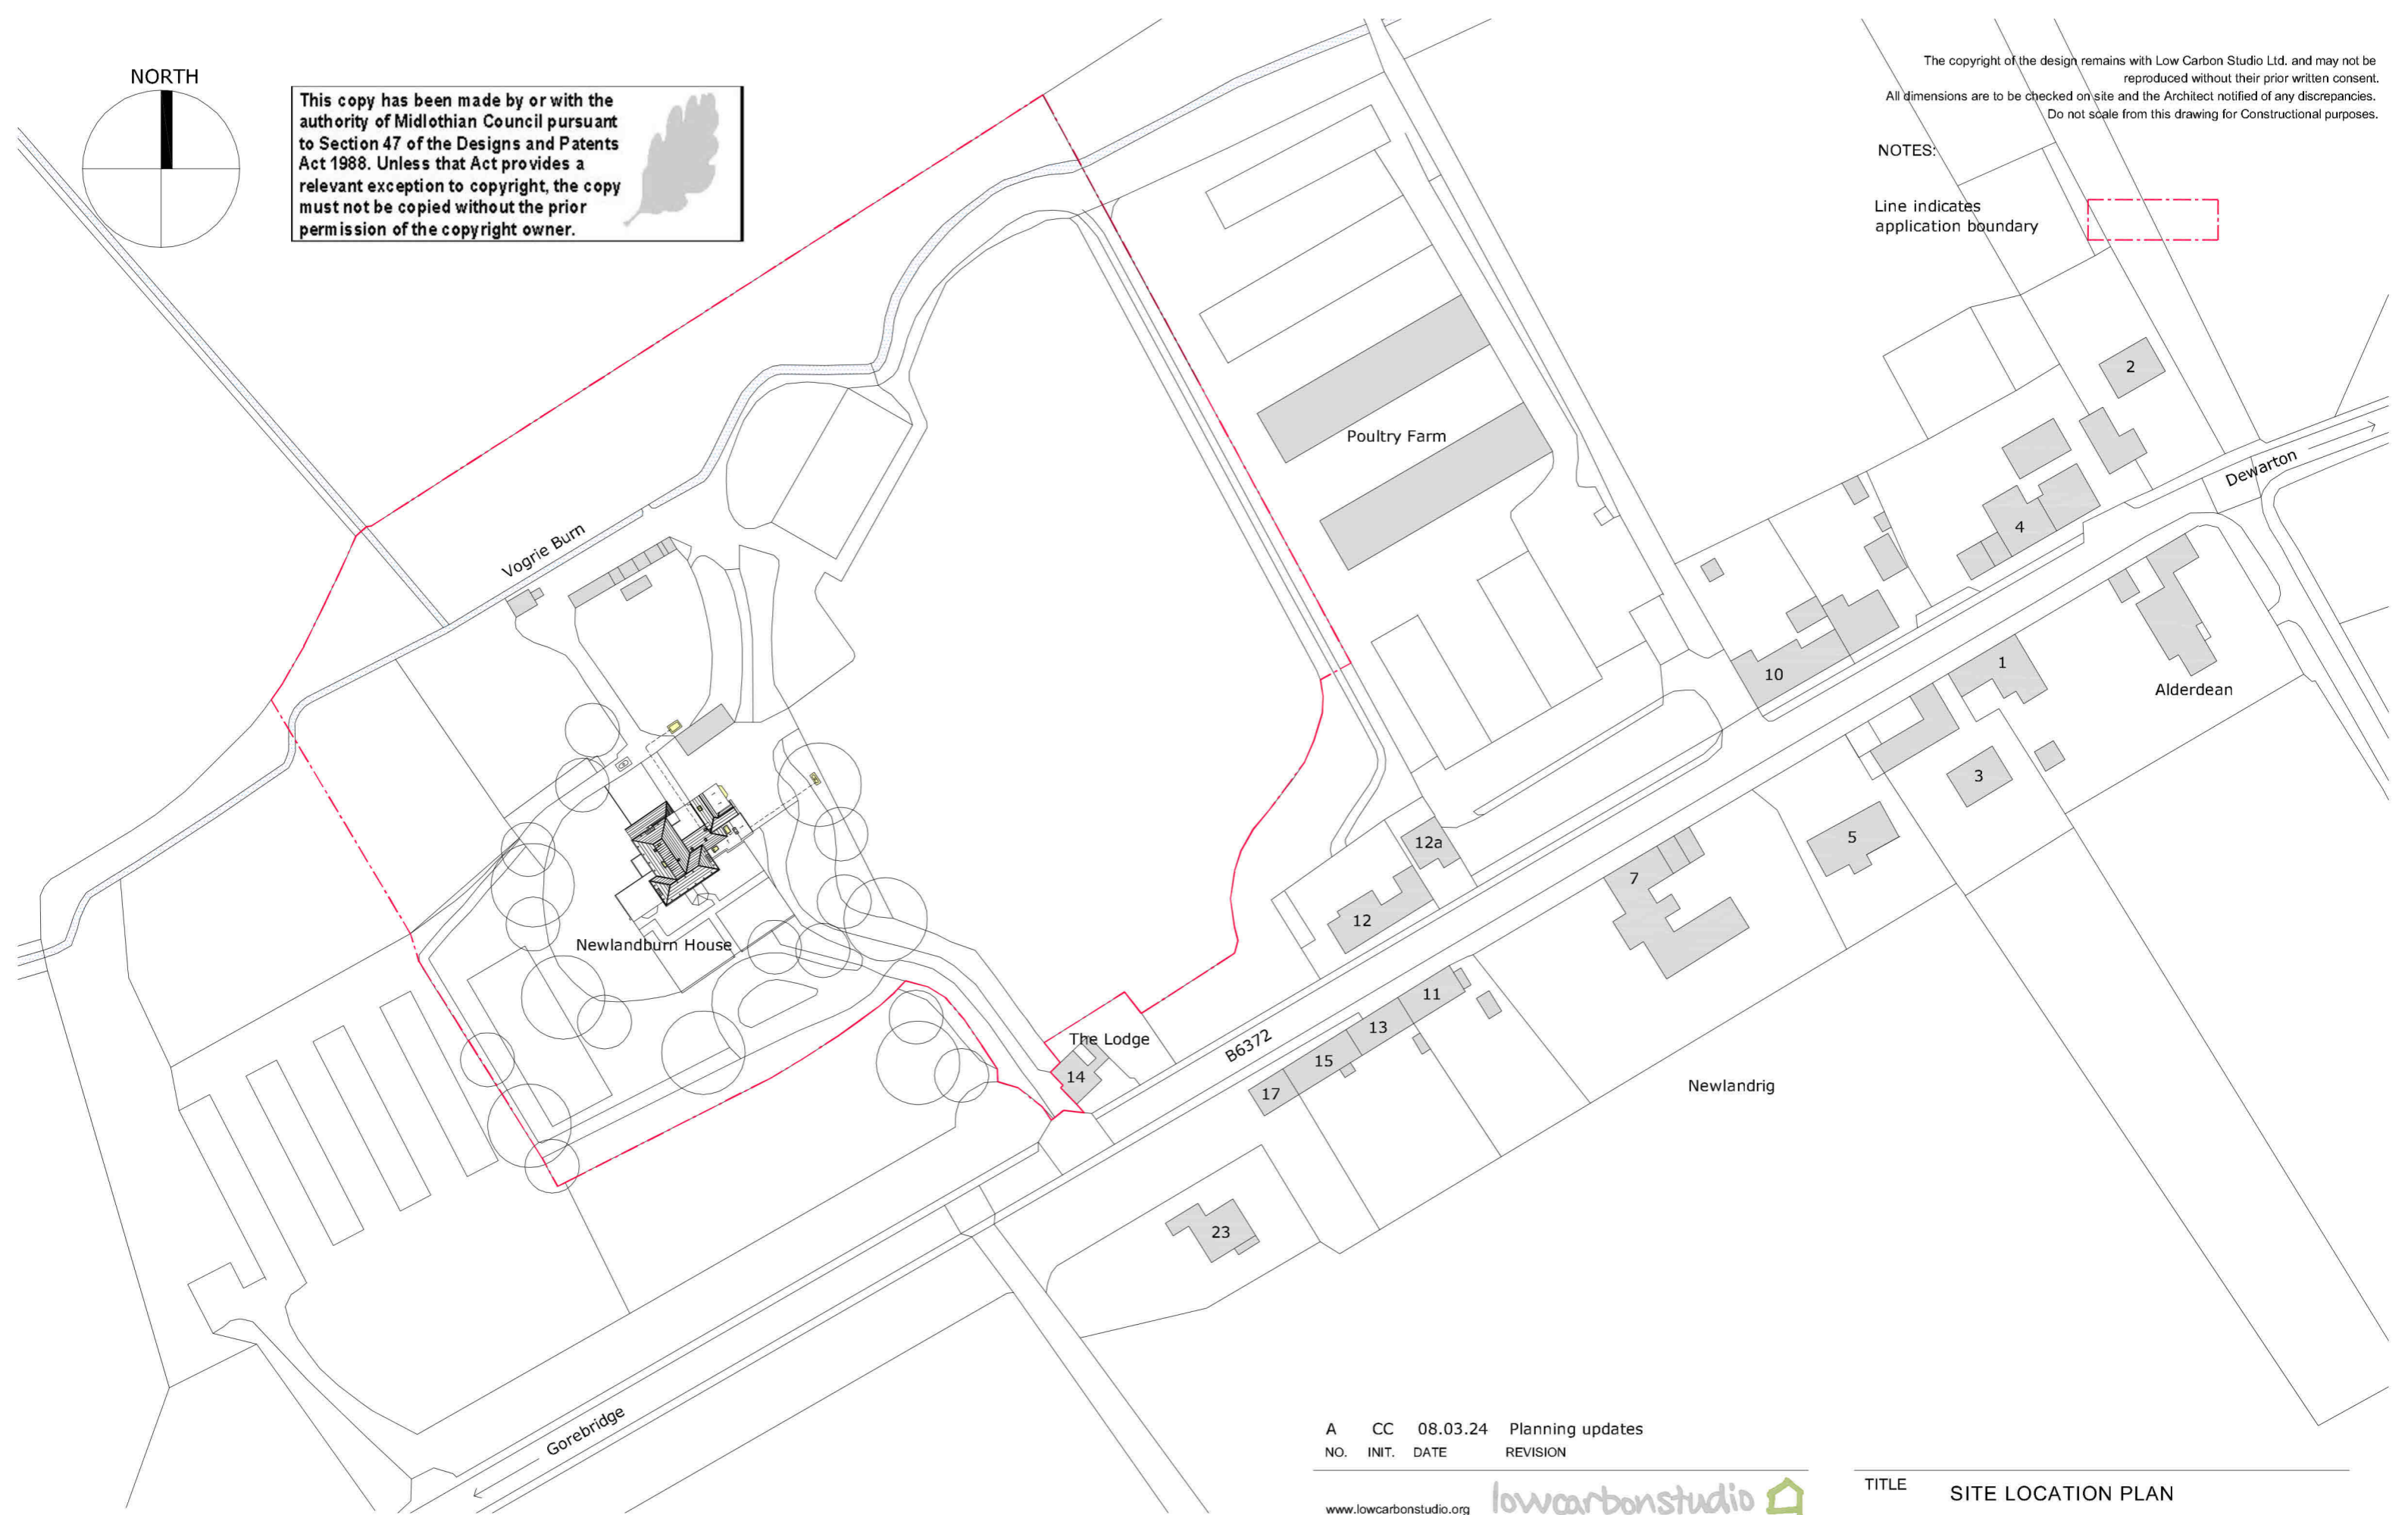 NORTH
This copy has been made by or with the
authority of Midlothian Council pursuant
to Section 47 of the Designs and Patents
Act 1988. Unless that Act provides a
relevant exception to copyright, the copy
must not be copied without the prior
permission of the copyright owner.
The copyright of the design remains with Low Carbon Studio Ltd. and may not be
reproduced without their prior written consent.
All dimensions are to be checked on site and the Architect notified of any discrepancies.
Do not scale from this drawing for Constructional purposes.
NOTES:
Line indicates
application boundary
2
Poultry Farm
Dewarton
4
Vogrie Burn
10
1
Alderdean
3
5
12a
7
12
Newlandburn House
11
13
The Lodge
B6372
15
14
17
Newlandrig
23
Gorebridge
A CC 08.03.24 Planning updates
NO. INIT. DATE REVISION
www.lowcarbonstudio.org
lowcarbonstudio
TITLE
SITE LOCATION PLAN